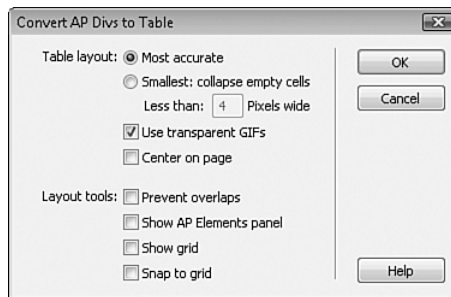 Convert AP Divs to Table
Table layout: Most accurate
OK
Smallest: collapse empty cells
Less than: 4 Pixels wide
Cancel
Use transparent GIFs
Center on page
Layout tools: Prevent overlaps
Show AP Elements panel
Show grid
Snap to grid
Help